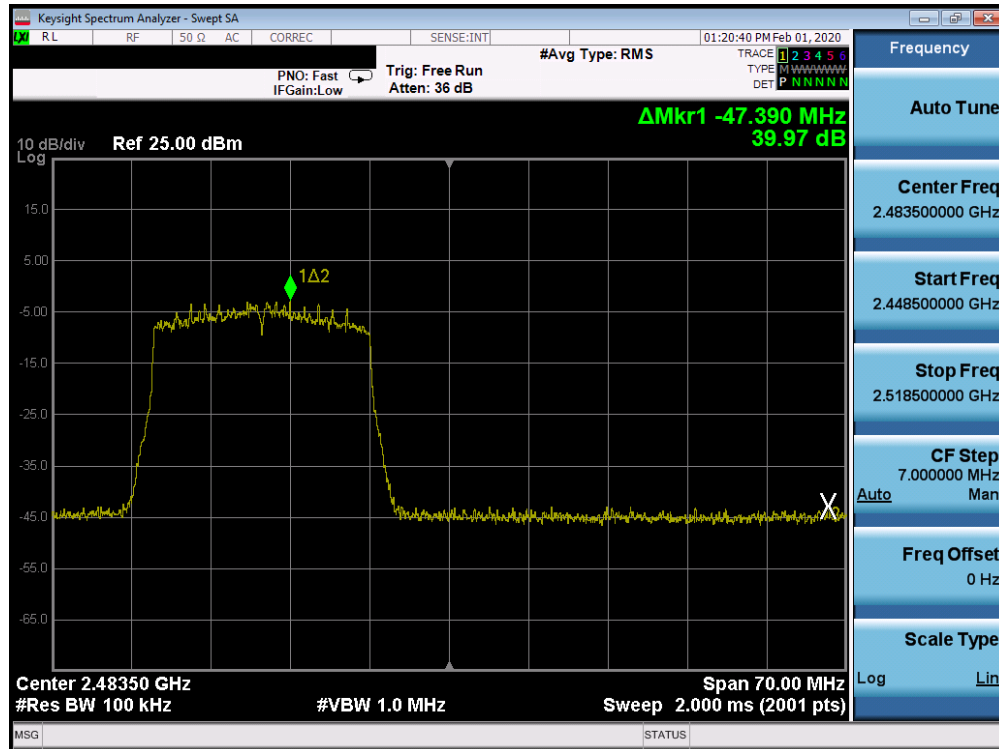 Keysight Spectrum Analyzer - Swept SA
LXI RL RF 50 Ω AC CORREC SENSE:INT 01:20:40 PM Feb 01, 2020
#Avg Type: RMS TRACE 1 2 3 4 5 6
PNO: Fast Trig: Free Run TYPE M W W W W W
IFGain:Low Atten: 36 dB DET P N N N N N
ΔMkr1 -47.390 MHz
39.97 dB
10 dB/div Ref 25.00 dBm
Log
15.0
5.00
1Δ2
-5.00
-15.0
-25.0
-35.0
X
-45.0
-55.0
-65.0
Center 2.48350 GHz Span 70.00 MHz
#Res BW 100 kHz #VBW 1.0 MHz Sweep 2.000 ms (2001 pts)
MSG STATUS
Frequency
Auto Tune
Center Freq
2.483500000 GHz
Start Freq
2.448500000 GHz
Stop Freq
2.518500000 GHz
CF Step
7.000000 MHz
Auto Man
Freq Offset
0 Hz
Scale Type
Log Lin